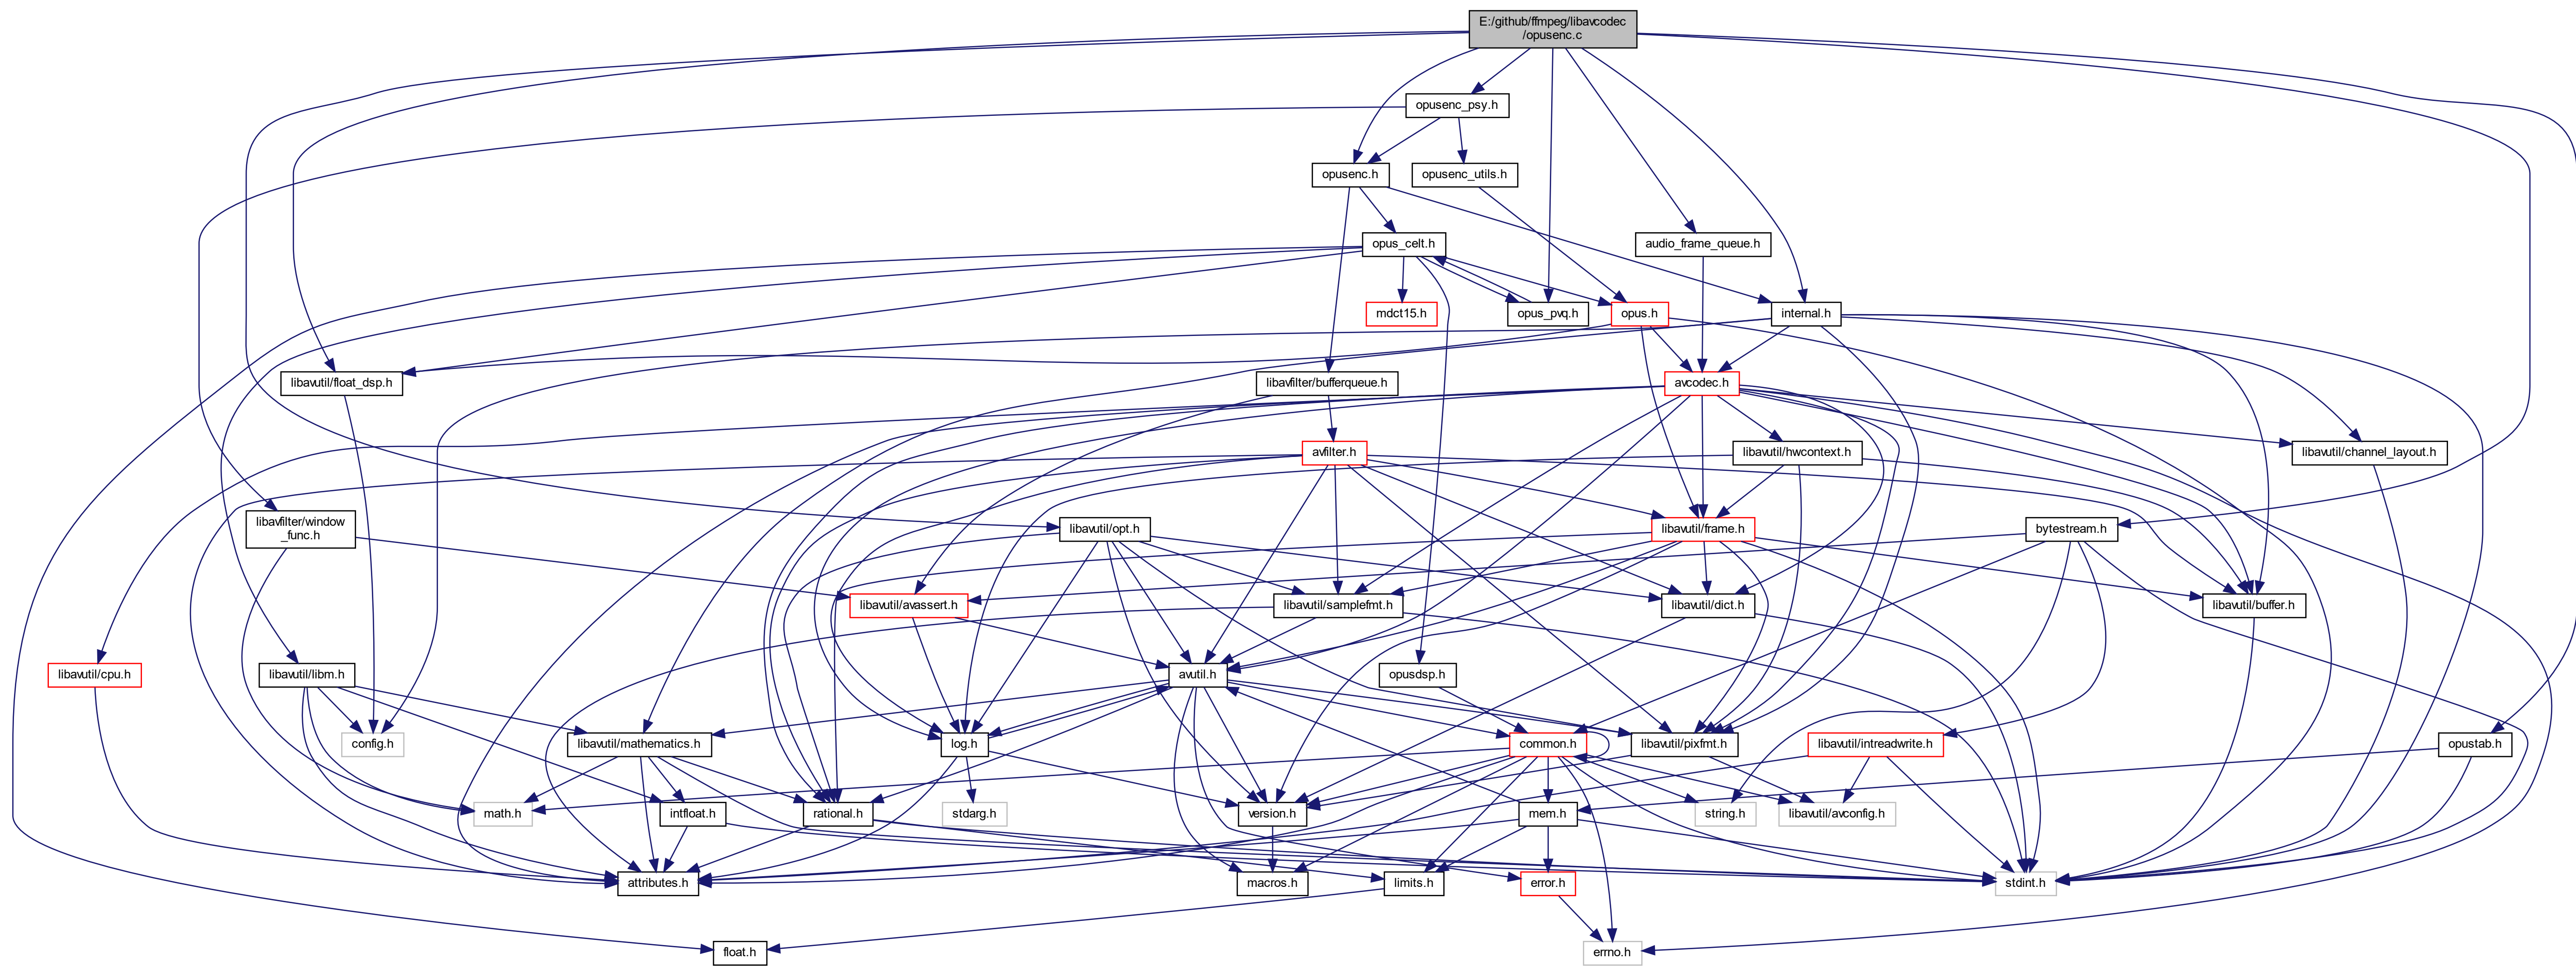 E:/github/ffmpeg/libavcodec
/opusenc.c
opusenc_psy.h
opusenc.h
opusenc_utils.h
opus_celt.h
audio_frame_queue.h
mdct15.h
opus_pvq.h
opus.h
internal.h
libavutil/float_dsp.h
libavfilter/bufferqueue.h
avcodec.h
avfilter.h
libavutil/hwcontext.h
libavutil/channel_layout.h
libavfilter/window
_func.h
libavutil/opt.h
libavutil/frame.h
bytestream.h
libavutil/avassert.h
libavutil/samplefmt.h
libavutil/dict.h
libavutil/buffer.h
libavutil/cpu.h
libavutil/libm.h
avutil.h
opusdsp.h
config.h
libavutil/mathematics.h
log.h
common.h
libavutil/pixfmt.h
libavutil/intreadwrite.h
opustab.h
math.h
intfloat.h
rational.h
stdarg.h
version.h
mem.h
string.h
libavutil/avconfig.h
attributes.h
macros.h
limits.h
error.h
stdint.h
float.h
errno.h